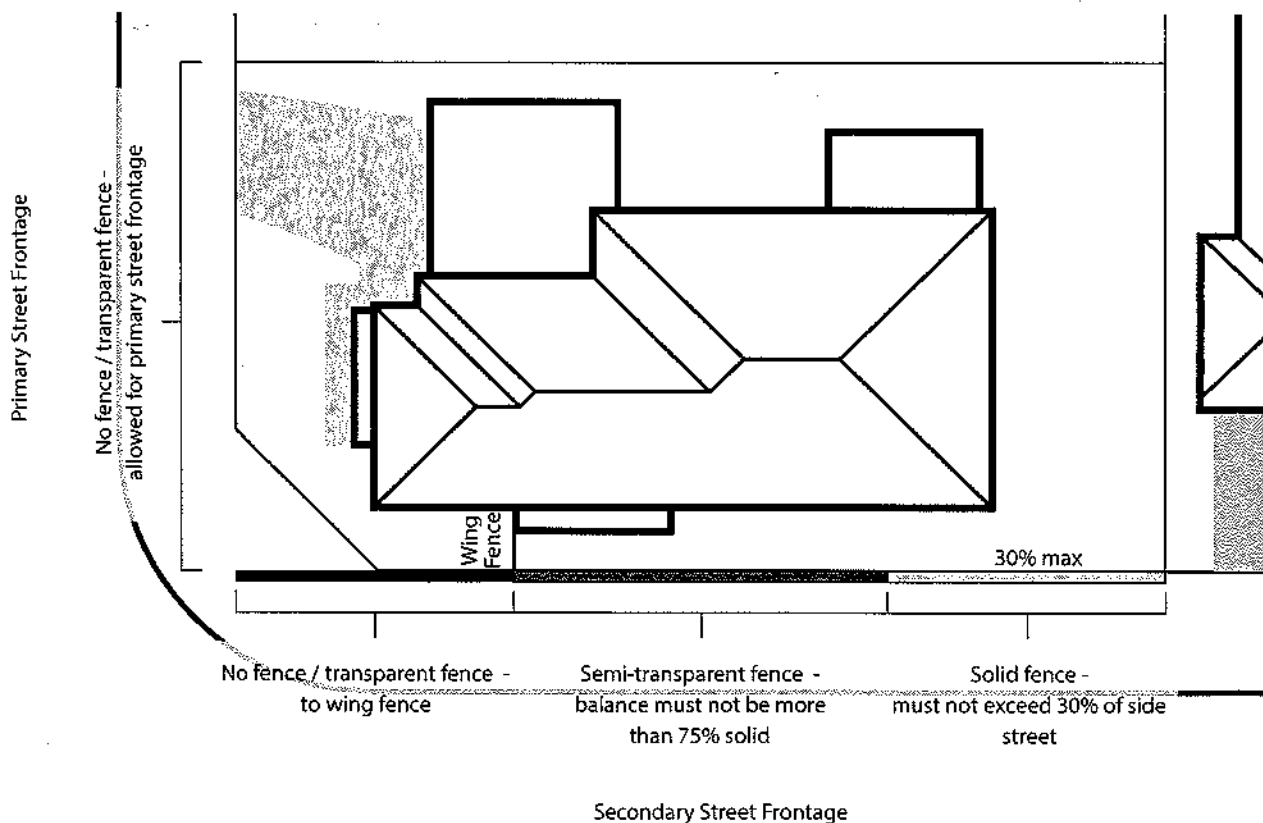 Primary Street Frontage
No fence / transparent fence -
allowed for primary street frontage
Wing
Fence
30% max
No fence / transparent fence -
to wing fence
Semi-transparent fence -
balance must not be more
than 75% solid
Solid fence -
must not exceed 30% of side
street
Secondary Street Frontage